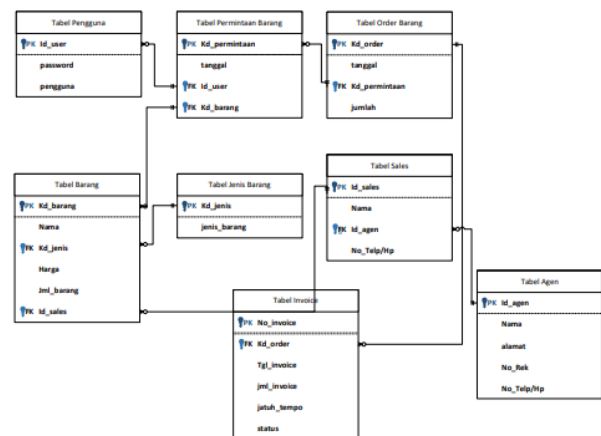 Tabel Pengguna
PK Id_user
password
pengguna
Tabel Permintaan Barang
PK Kd_permintaan
tanggal
FK Id_user
FK Kd_barang
Tabel Order Barang
PK Kd_order
tanggal
FK Kd_permintaan
jumlah
Tabel Barang
PK Kd_barang
Nama
FK Kd_jenis
Harga
Jml_barang
FK Id_sales
Tabel Jenis Barang
PK Kd_jenis
jenis_barang
Tabel Sales
PK Id_sales
Nama
FK Id_agen
No_Telp/Hp
Tabel Invoice
PK No_invoice
FK Kd_order
Tgl_invoice
jml_invoice
jatuh_tempo
status
Tabel Agen
PK Id_agen
Nama
alamat
No_Rek
No_Telp/Hp